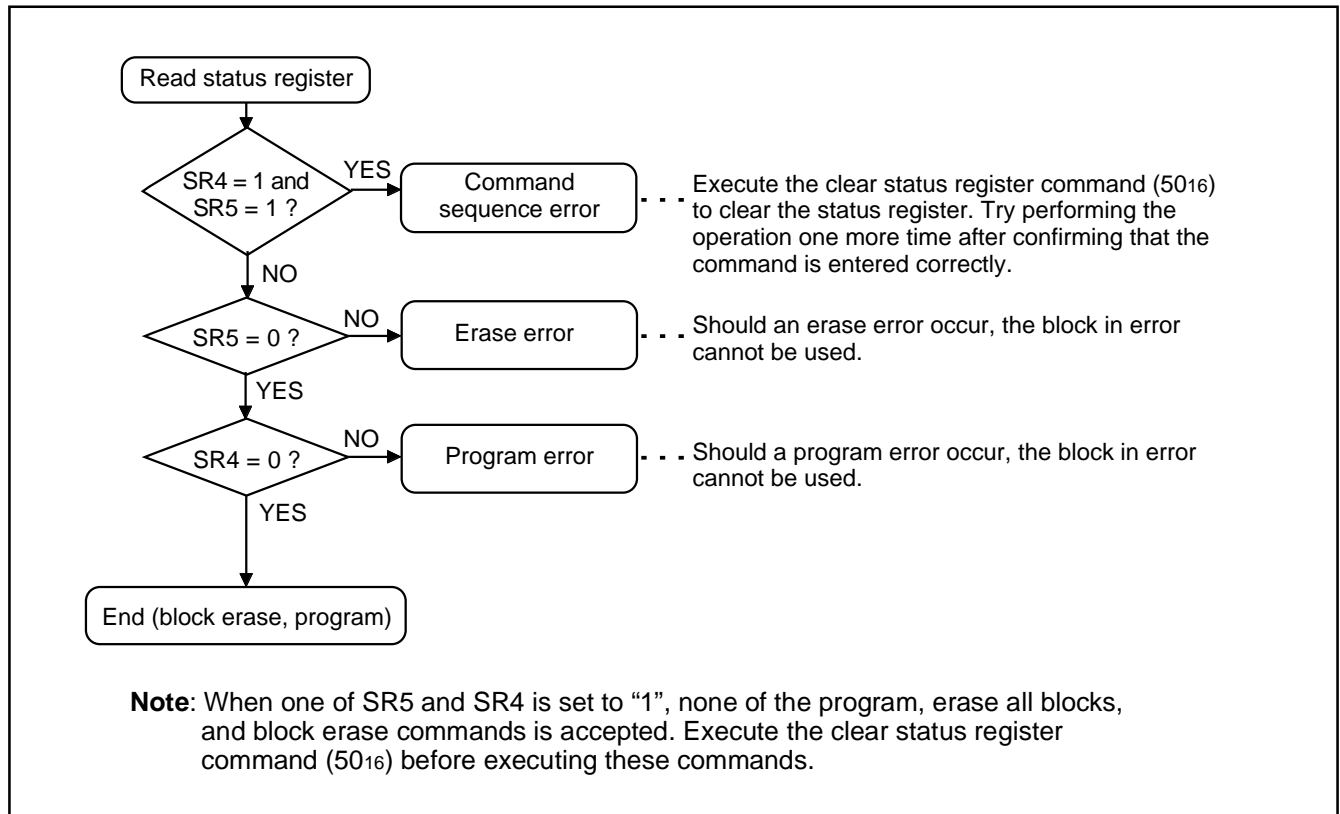 Read status register
SR4 = 1 and
SR5 = 1 ?
YES
Command
sequence error
Execute the clear status register command (5016)
to clear the status register. Try performing the
operation one more time after confirming that the
command is entered correctly.
NO
SR5 = 0 ?
NO
Erase error
Should an erase error occur, the block in error
cannot be used.
YES
SR4 = 0 ?
NO
Program error
Should a program error occur, the block in error
cannot be used.
YES
End (block erase, program)
Note: When one of SR5 and SR4 is set to “1”, none of the program, erase all blocks,
and block erase commands is accepted. Execute the clear status register
command (5016) before executing these commands.